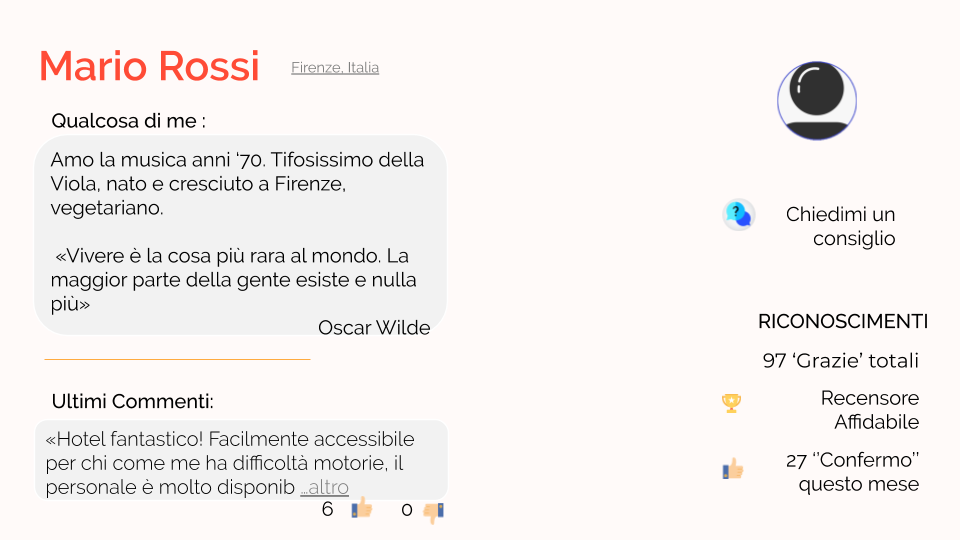 Mario Rossi
Firenze, Italia
Qualcosa di me :
Amo la musica anni ‘70. Tifosissimo della
Viola, nato e cresciuto a Firenze,
vegetariano.
«Vivere è la cosa più rara al mondo. La
maggior parte della gente esiste e nulla
più»
Oscar Wilde
Ultimi Commenti:
«Hotel fantastico! Facilmente accessibile
per chi come me ha difficoltà motorie, il
personale è molto disponib ...altro
6 0
?
Chiedimi un
consiglio
RICONOSCIMENTI
97 ‘Grazie’ totali
Recensore
Affidabile
27 ‘’Confermo’’
questo mese